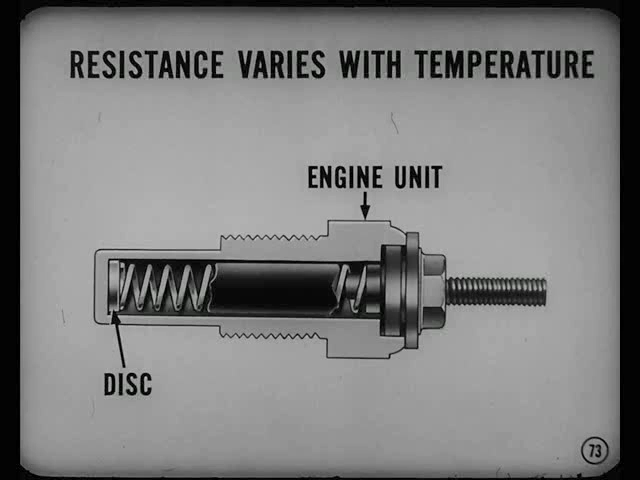 RESISTANCE VARIES WITH TEMPERATURE
ENGINE UNIT
DISC
73